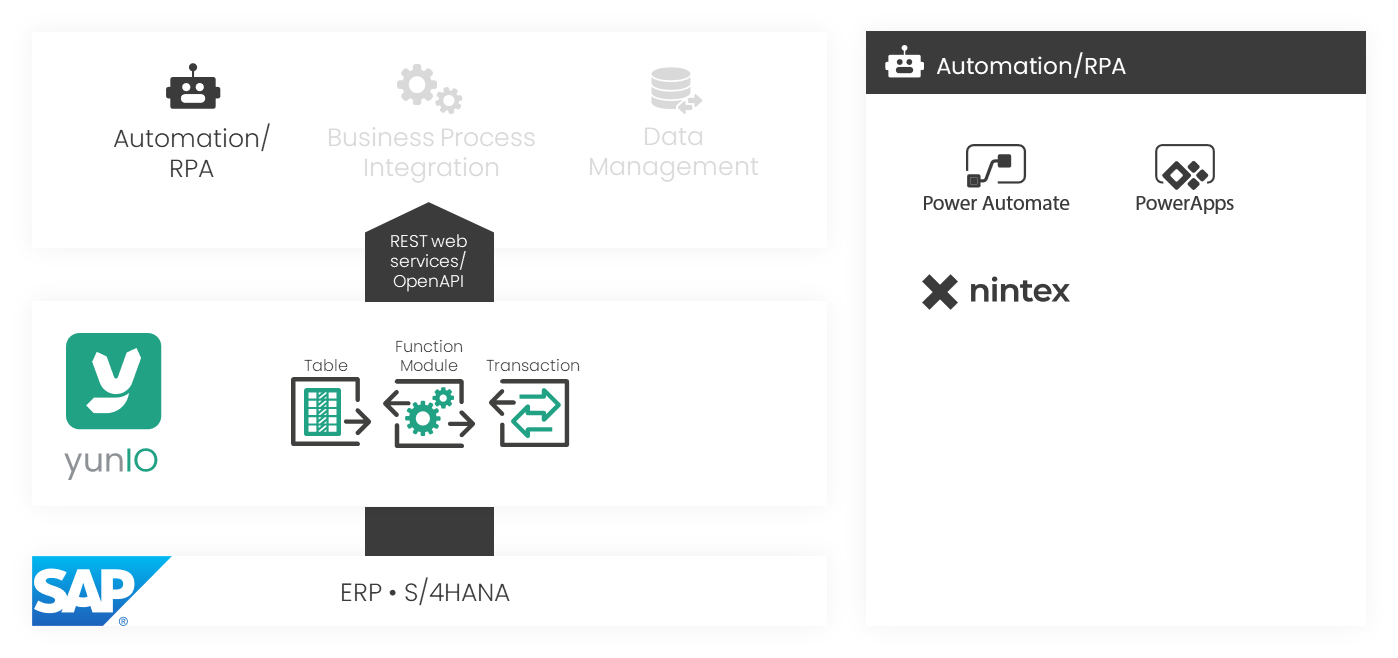 Automation/
RPA
Business Process
Integration
Data
Management
REST web
services/
OpenAPI
yunIO
Table
Function
Module
Transaction
SAP
®
ERP • S/4HANA
Automation/RPA
Power Automate
PowerApps
nintex